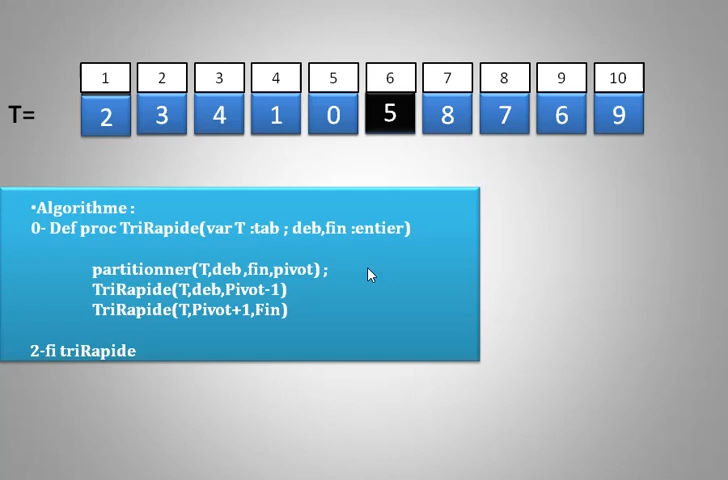 1 2 3 4 5 6 7 8 9 10
T= 2 3 4 1 0 5 8 7 6 9
•Algorithme :
0- Def proc TriRapide(var T :tab ; deb,fin :entier)
partitionner(T,deb ,fin,pivot) ;
TriRapide(T,deb,Pivot-1)
TriRapide(T,Pivot+1,Fin)
2-fi triRapide